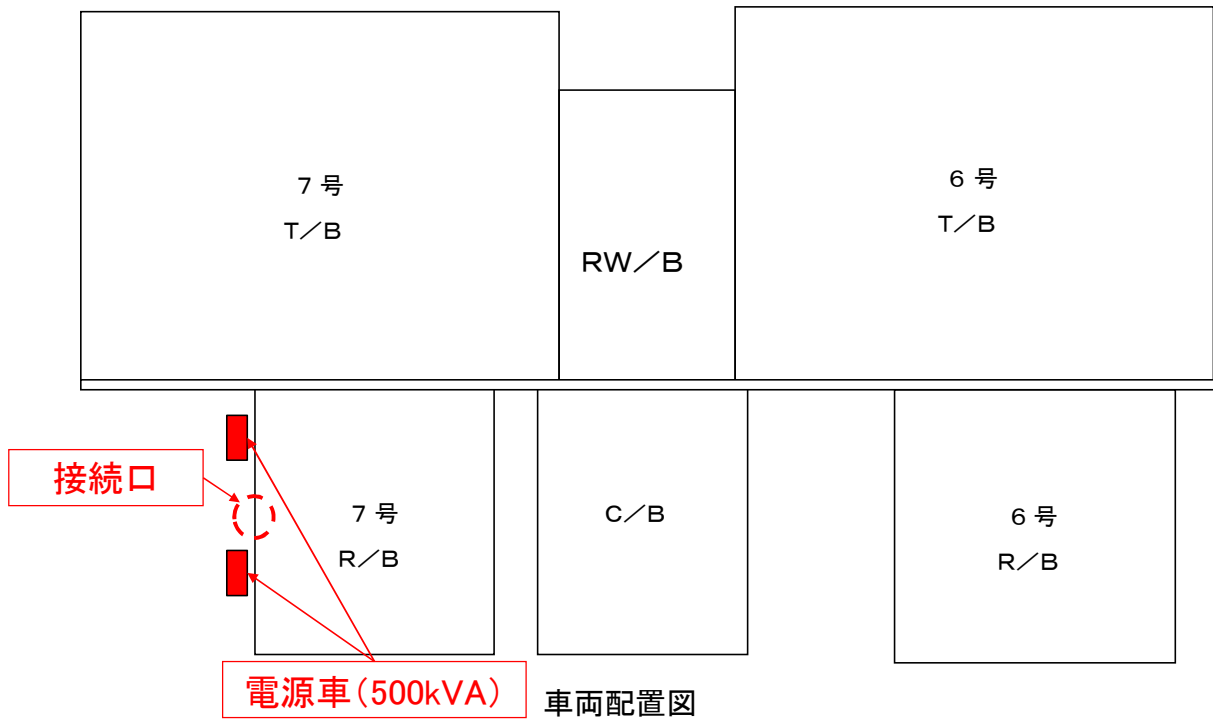 7 号
T/B
RW/B
6 号
T/B
接続口
7 号
R/B
C/B
6 号
R/B
電源車(500kVA)
車両配置図